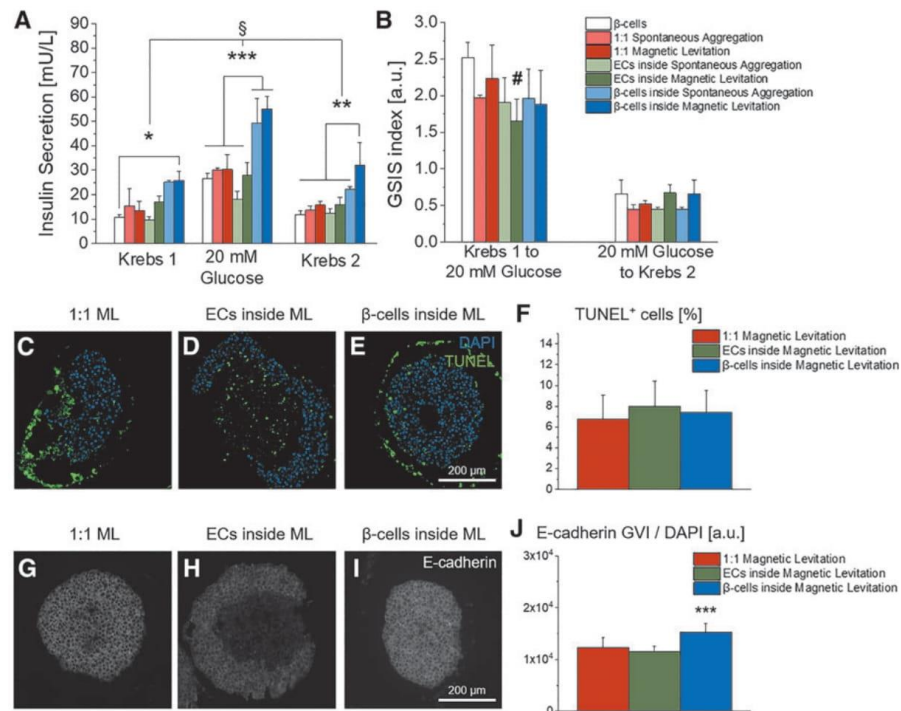 A
Insulin Secretion [mU/L]
90
80
70
60
50
40
30
20
10
0
§
***
*
**
Krebs 1
20 mM
Glucose
Krebs 2
B
GSIS index [a.u.]
3.0
2.5
2.0
1.5
1.0
0.5
0.0
#
β-cells
1:1 Spontaneous Aggregation
1:1 Magnetic Levitation
ECs inside Spontaneous Aggregation
ECs inside Magnetic Levitation
β-cells inside Spontaneous Aggregation
β-cells inside Magnetic Levitation
Krebs 1 to
20 mM Glucose
20 mM Glucose
to Krebs 2
1:1 ML
ECs inside ML
β-cells inside ML
C
D
E
DAPI
TUNEL
200 µm
F
TUNEL⁺ cells [%]
14
12
10
8
6
4
2
0
1:1 Magnetic Levitation
ECs inside Magnetic Levitation
β-cells inside Magnetic Levitation
1:1 ML
ECs inside ML
β-cells inside ML
G
H
I
E-cadherin
200 µm
J
E-cadherin GVI / DAPI [a.u.]
3x10⁴
2x10⁴
1x10⁴
0
1:1 Magnetic Levitation
ECs inside Magnetic Levitation
β-cells inside Magnetic Levitation
***